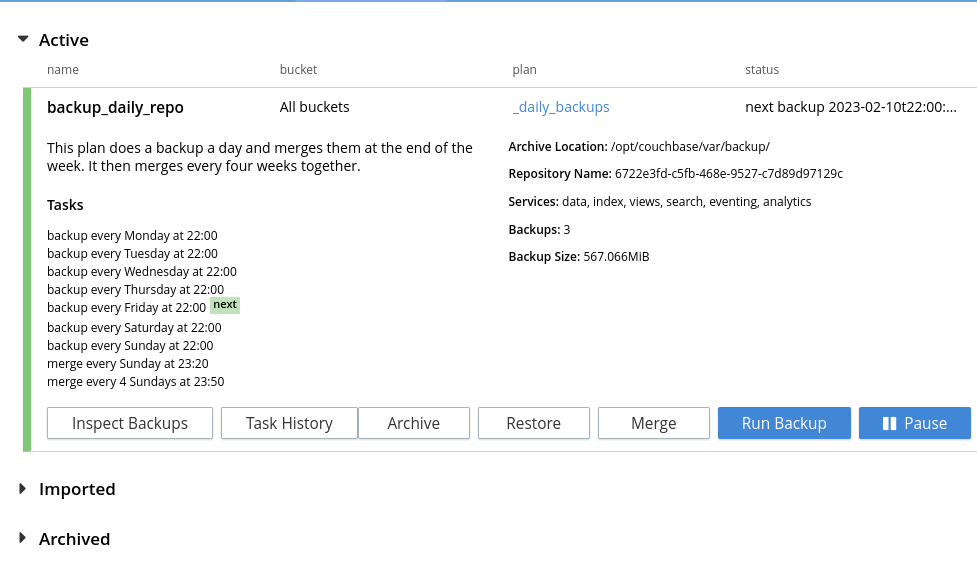 Active
name bucket plan status
backup_daily_repo All buckets _daily_backups next backup 2023-02-10t22:00:...
This plan does a backup a day and merges them at the end of the
week. It then merges every four weeks together.
Tasks
backup every Monday at 22:00
backup every Tuesday at 22:00
backup every Wednesday at 22:00
backup every Thursday at 22:00
backup every Friday at 22:00 next
backup every Saturday at 22:00
backup every Sunday at 22:00
merge every Sunday at 23:20
merge every 4 Sundays at 23:50
Archive Location: /opt/couchbase/var/backup/
Repository Name: 6722e3fd-c5fb-468e-9527-c7d89d97129c
Services: data, index, views, search, eventing, analytics
Backups: 3
Backup Size: 567.066MiB
Inspect Backups Task History Archive Restore Merge Run Backup Pause
Imported
Archived